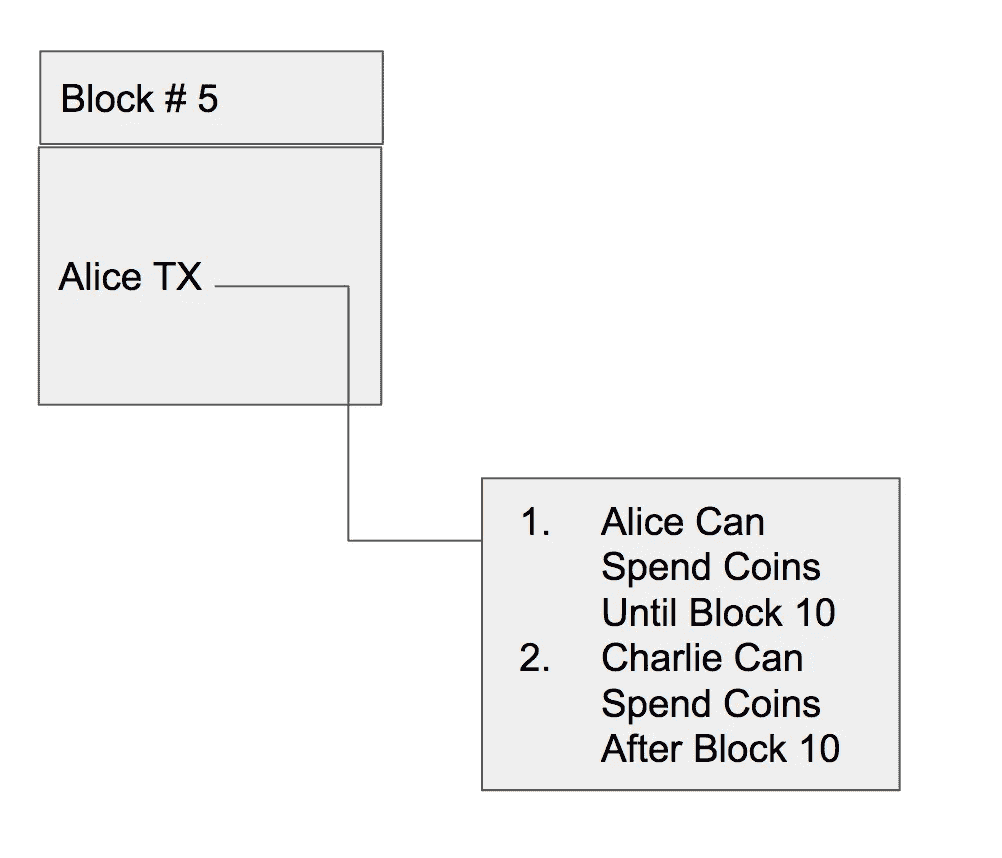 Block # 5
Alice TX
1. Alice Can
Spend Coins
Until Block 10
2. Charlie Can
Spend Coins
After Block 10